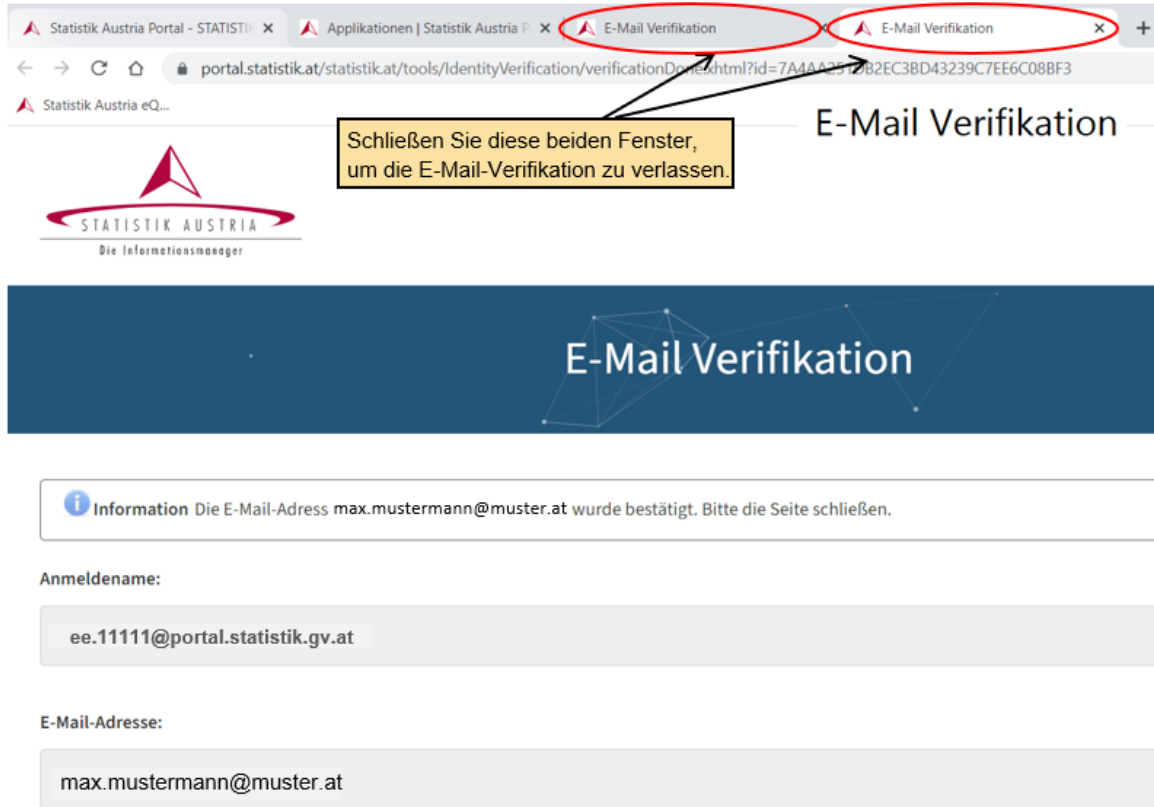 Statistik Austria Portal - STATISTI
Applikationen | Statistik Austria P
E-Mail Verifikation
E-Mail Verifikation
portal.statistik.at/statistik.at/tools/IdentityVerification/verificationDone.xhtml?id=7A4AA251DB2EC3BD43239C7EE6C08BF3
Statistik Austria eQ...
E-Mail Verifikation
Schließen Sie diese beiden Fenster,
um die E-Mail-Verifikation zu verlassen.
STATISTIK AUSTRIA
Die Informationsmanager
E-Mail Verifikation
Information Die E-Mail-Adress max.mustermann@muster.at wurde bestätigt. Bitte die Seite schließen.
Anmeldename:
ee.11111@portal.statistik.gv.at
E-Mail-Adresse:
max.mustermann@muster.at